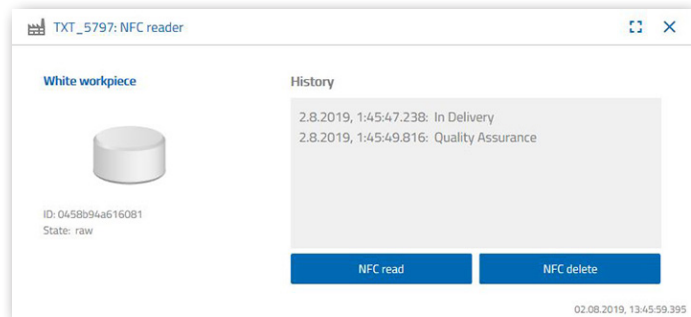 TXT_5797: NFC reader
White workpiece
ID: 0458b94a616081
State: raw
History
2.8.2019, 1:45:47.238: In Delivery
2.8.2019, 1:45:49.816: Quality Assurance
NFC read
NFC delete
02.08.2019, 13:45:59.395